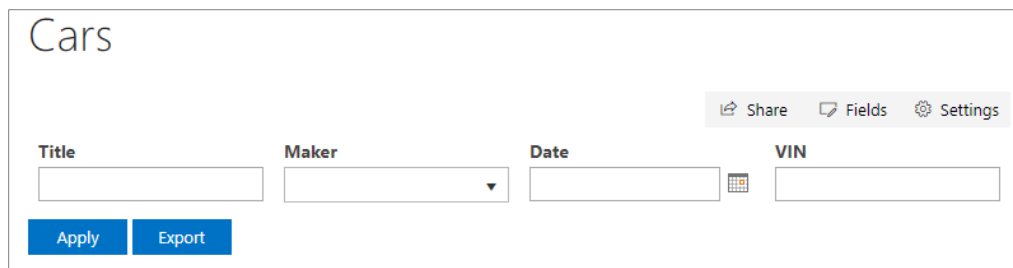 Cars
Share Fields Settings
Title Maker Date VIN
Apply Export